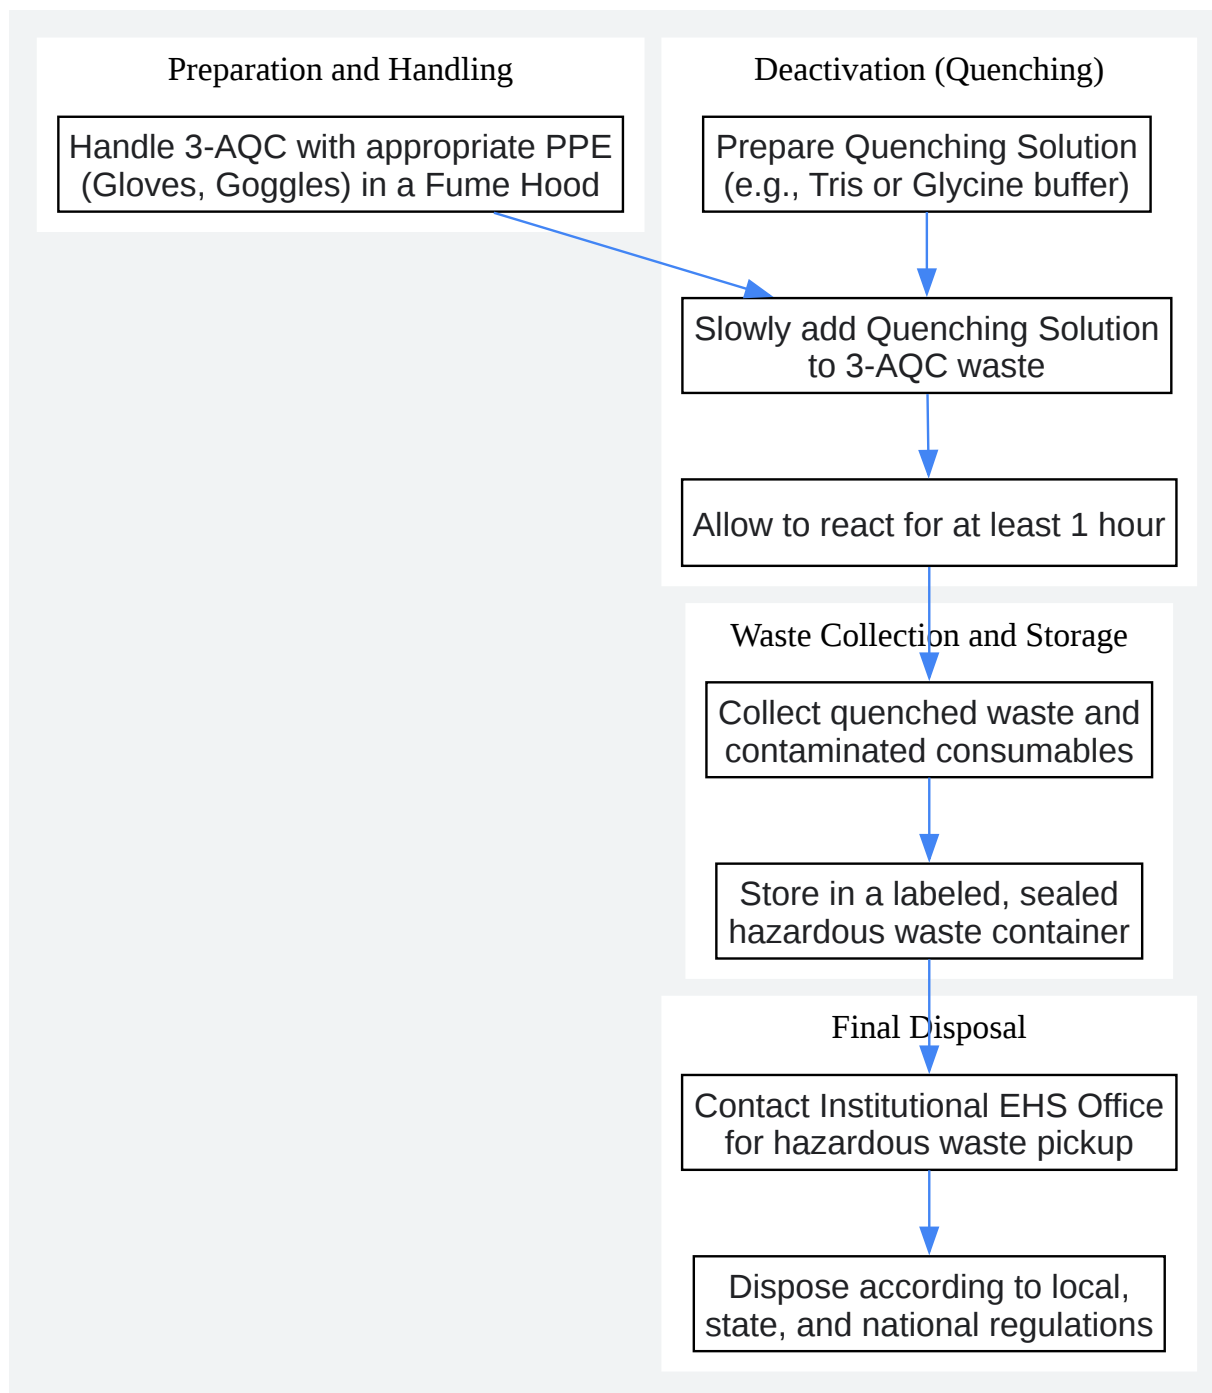 Preparation and Handling
Handle 3-AQC with appropriate PPE
(Gloves, Goggles) in a Fume Hood
Deactivation (Quenching)
Prepare Quenching Solution
(e.g., Tris or Glycine buffer)
Slowly add Quenching Solution
to 3-AQC waste
Allow to react for at least 1 hour
Waste Collection and Storage
Collect quenched waste and
contaminated consumables
Store in a labeled, sealed
hazardous waste container
Final Disposal
Contact Institutional EHS Office
for hazardous waste pickup
Dispose according to local,
state, and national regulations